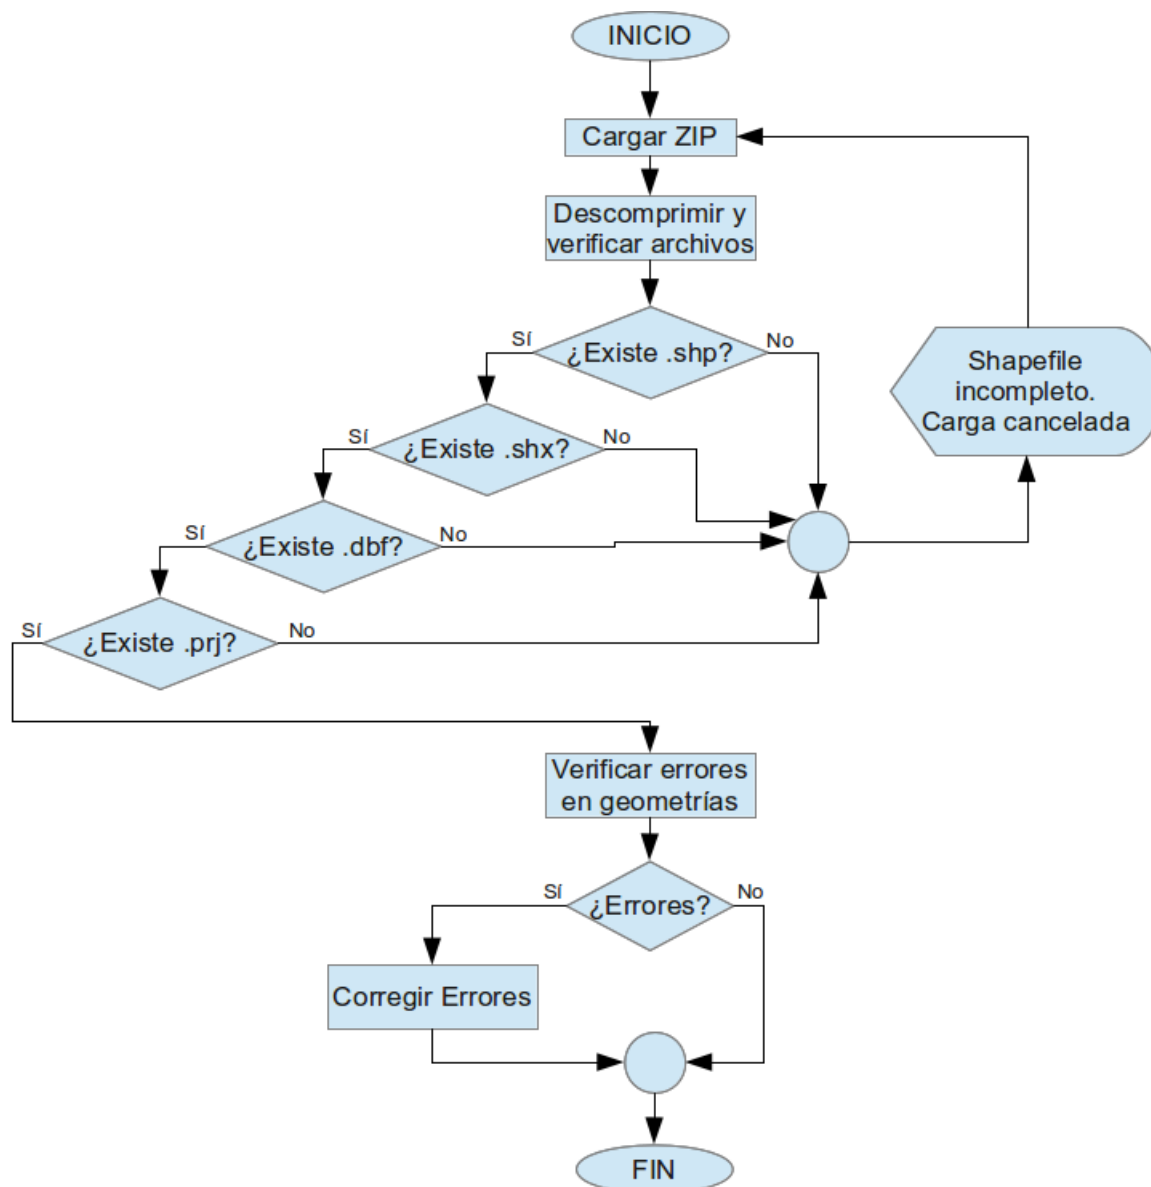 INICIO
Cargar ZIP
Descomprimir y
verificar archivos
Sí
¿Existe .shp?
No
Shapefile
incompleto.
Carga cancelada
Sí
¿Existe .shx?
No
Sí
¿Existe .dbf?
No
Sí
¿Existe .prj?
No
Verificar errores
en geometrías
Sí
¿Errores?
No
Corregir Errores
FIN